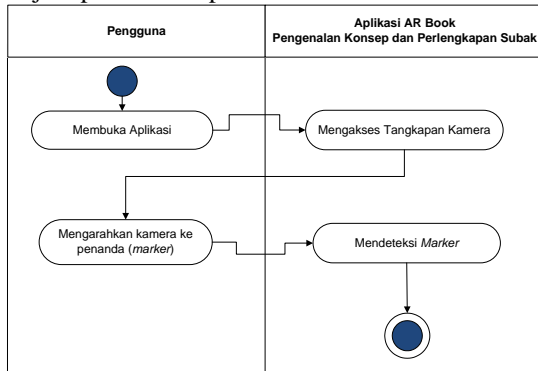 Pengguna
Aplikasi AR Book
Pengenalan Konsep dan Perlengkapan Subak
Membuka Aplikasi
Mengakses Tangkapan Kamera
Mengarahkan kamera ke
penanda (marker)
Mendeteksi Marker